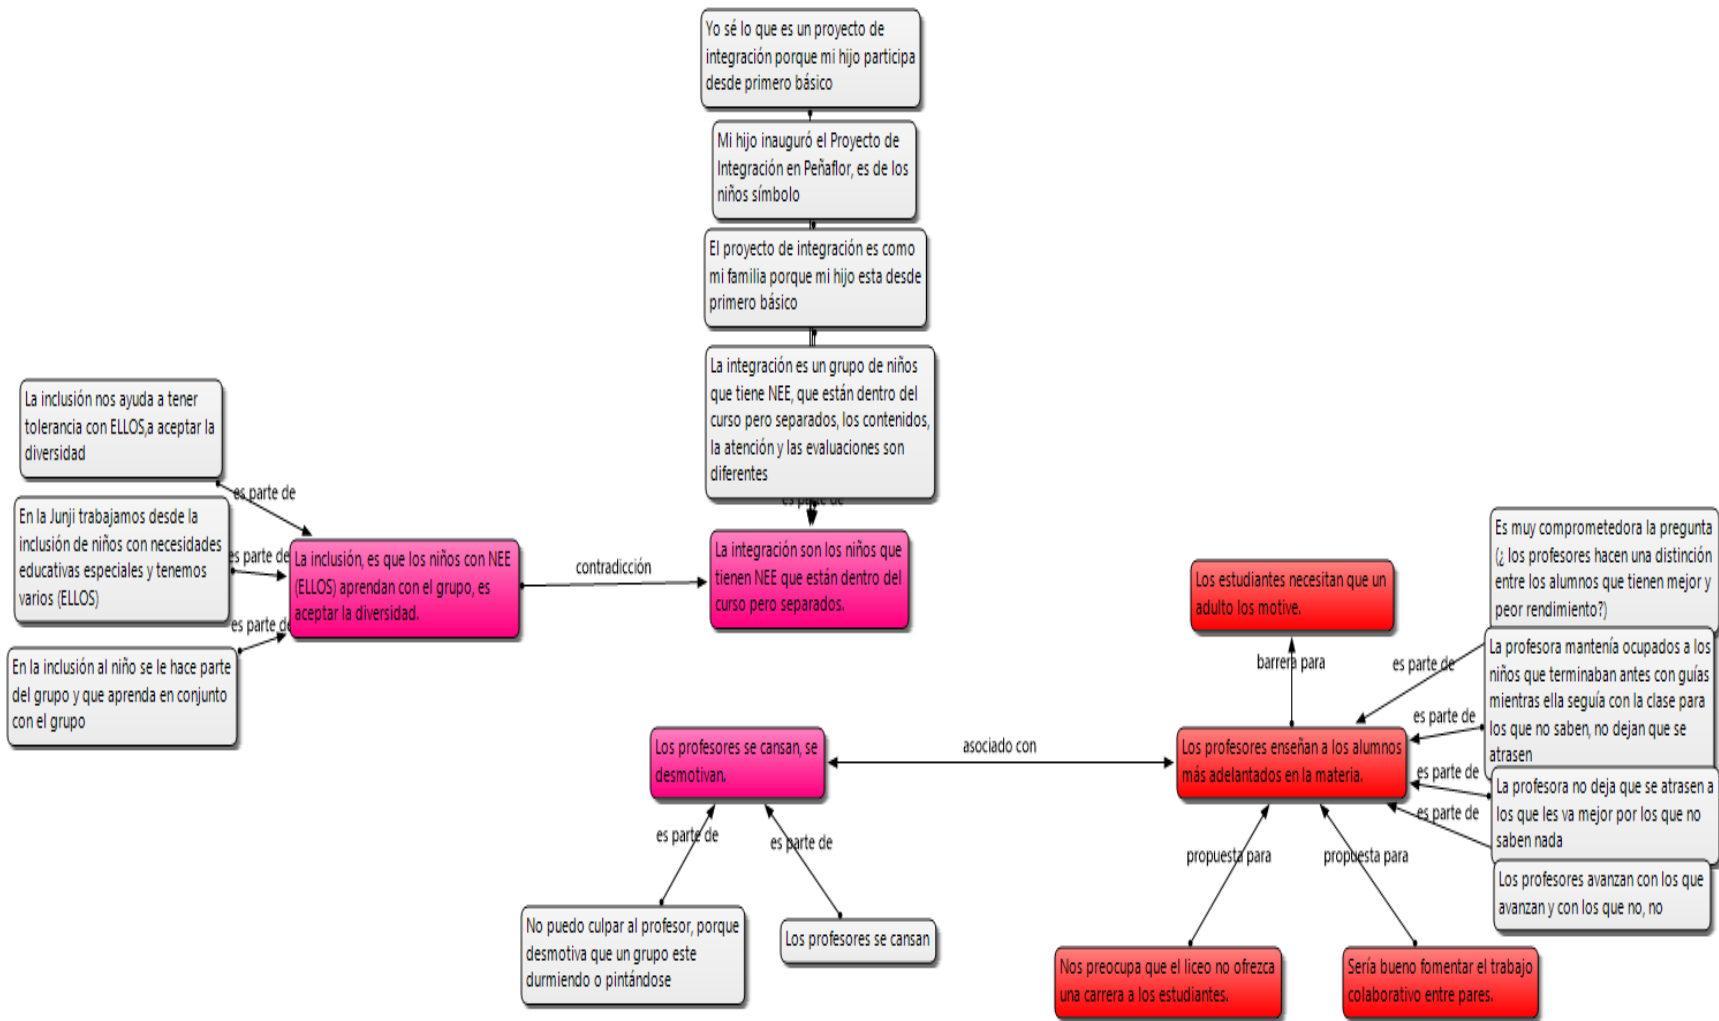 Yo sé lo que es un proyecto de
integración porque mi hijo participa
desde primero básico
Mi hijo inauguró el Proyecto de
Integración en Peñaflor, es de los
niños símbolo
El proyecto de integración es como
mi familia porque mi hijo esta desde
primero básico
La integración es un grupo de niños
que tiene NEE, que están dentro del
curso pero separados, los contenidos,
la atención y las evaluaciones son
diferentes
es parte de
La integración son los niños que
tienen NEE que están dentro del
curso pero separados.
La inclusión nos ayuda a tener
tolerancia con ELLOS,a aceptar la
diversidad
es parte de
En la Junji trabajamos desde la
inclusión de niños con necesidades
educativas especiales y tenemos
varios (ELLOS)
es parte de
En la inclusión al niño se le hace parte
del grupo y que aprenda en conjunto
con el grupo
es parte de
La inclusión, es que los niños con NEE
(ELLOS) aprendan con el grupo, es
aceptar la diversidad.
contradicción
Los estudiantes necesitan que un
adulto los motive.
barrera para
Es muy comprometedora la pregunta
(¿ los profesores hacen una distinción
entre los alumnos que tienen mejor y
peor rendimiento?)
es parte de
La profesora mantenía ocupados a los
niños que terminaban antes con guías
mientras ella seguía con la clase para
los que no saben, no dejan que se
atrasen
es parte de
La profesora no deja que se atrasen a
los que les va mejor por los que no
saben nada
es parte de
Los profesores avanzan con los que
avanzan y con los que no, no
es parte de
Los profesores enseñan a los alumnos
más adelantados en la materia.
asociado con
Los profesores se cansan, se
desmotivan.
es parte de
es parte de
No puedo culpar al profesor, porque
desmotiva que un grupo este
durmiendo o pintándose
Los profesores se cansan
propuesta para
propuesta para
Nos preocupa que el liceo no ofrezca
una carrera a los estudiantes.
Sería bueno fomentar el trabajo
colaborativo entre pares.